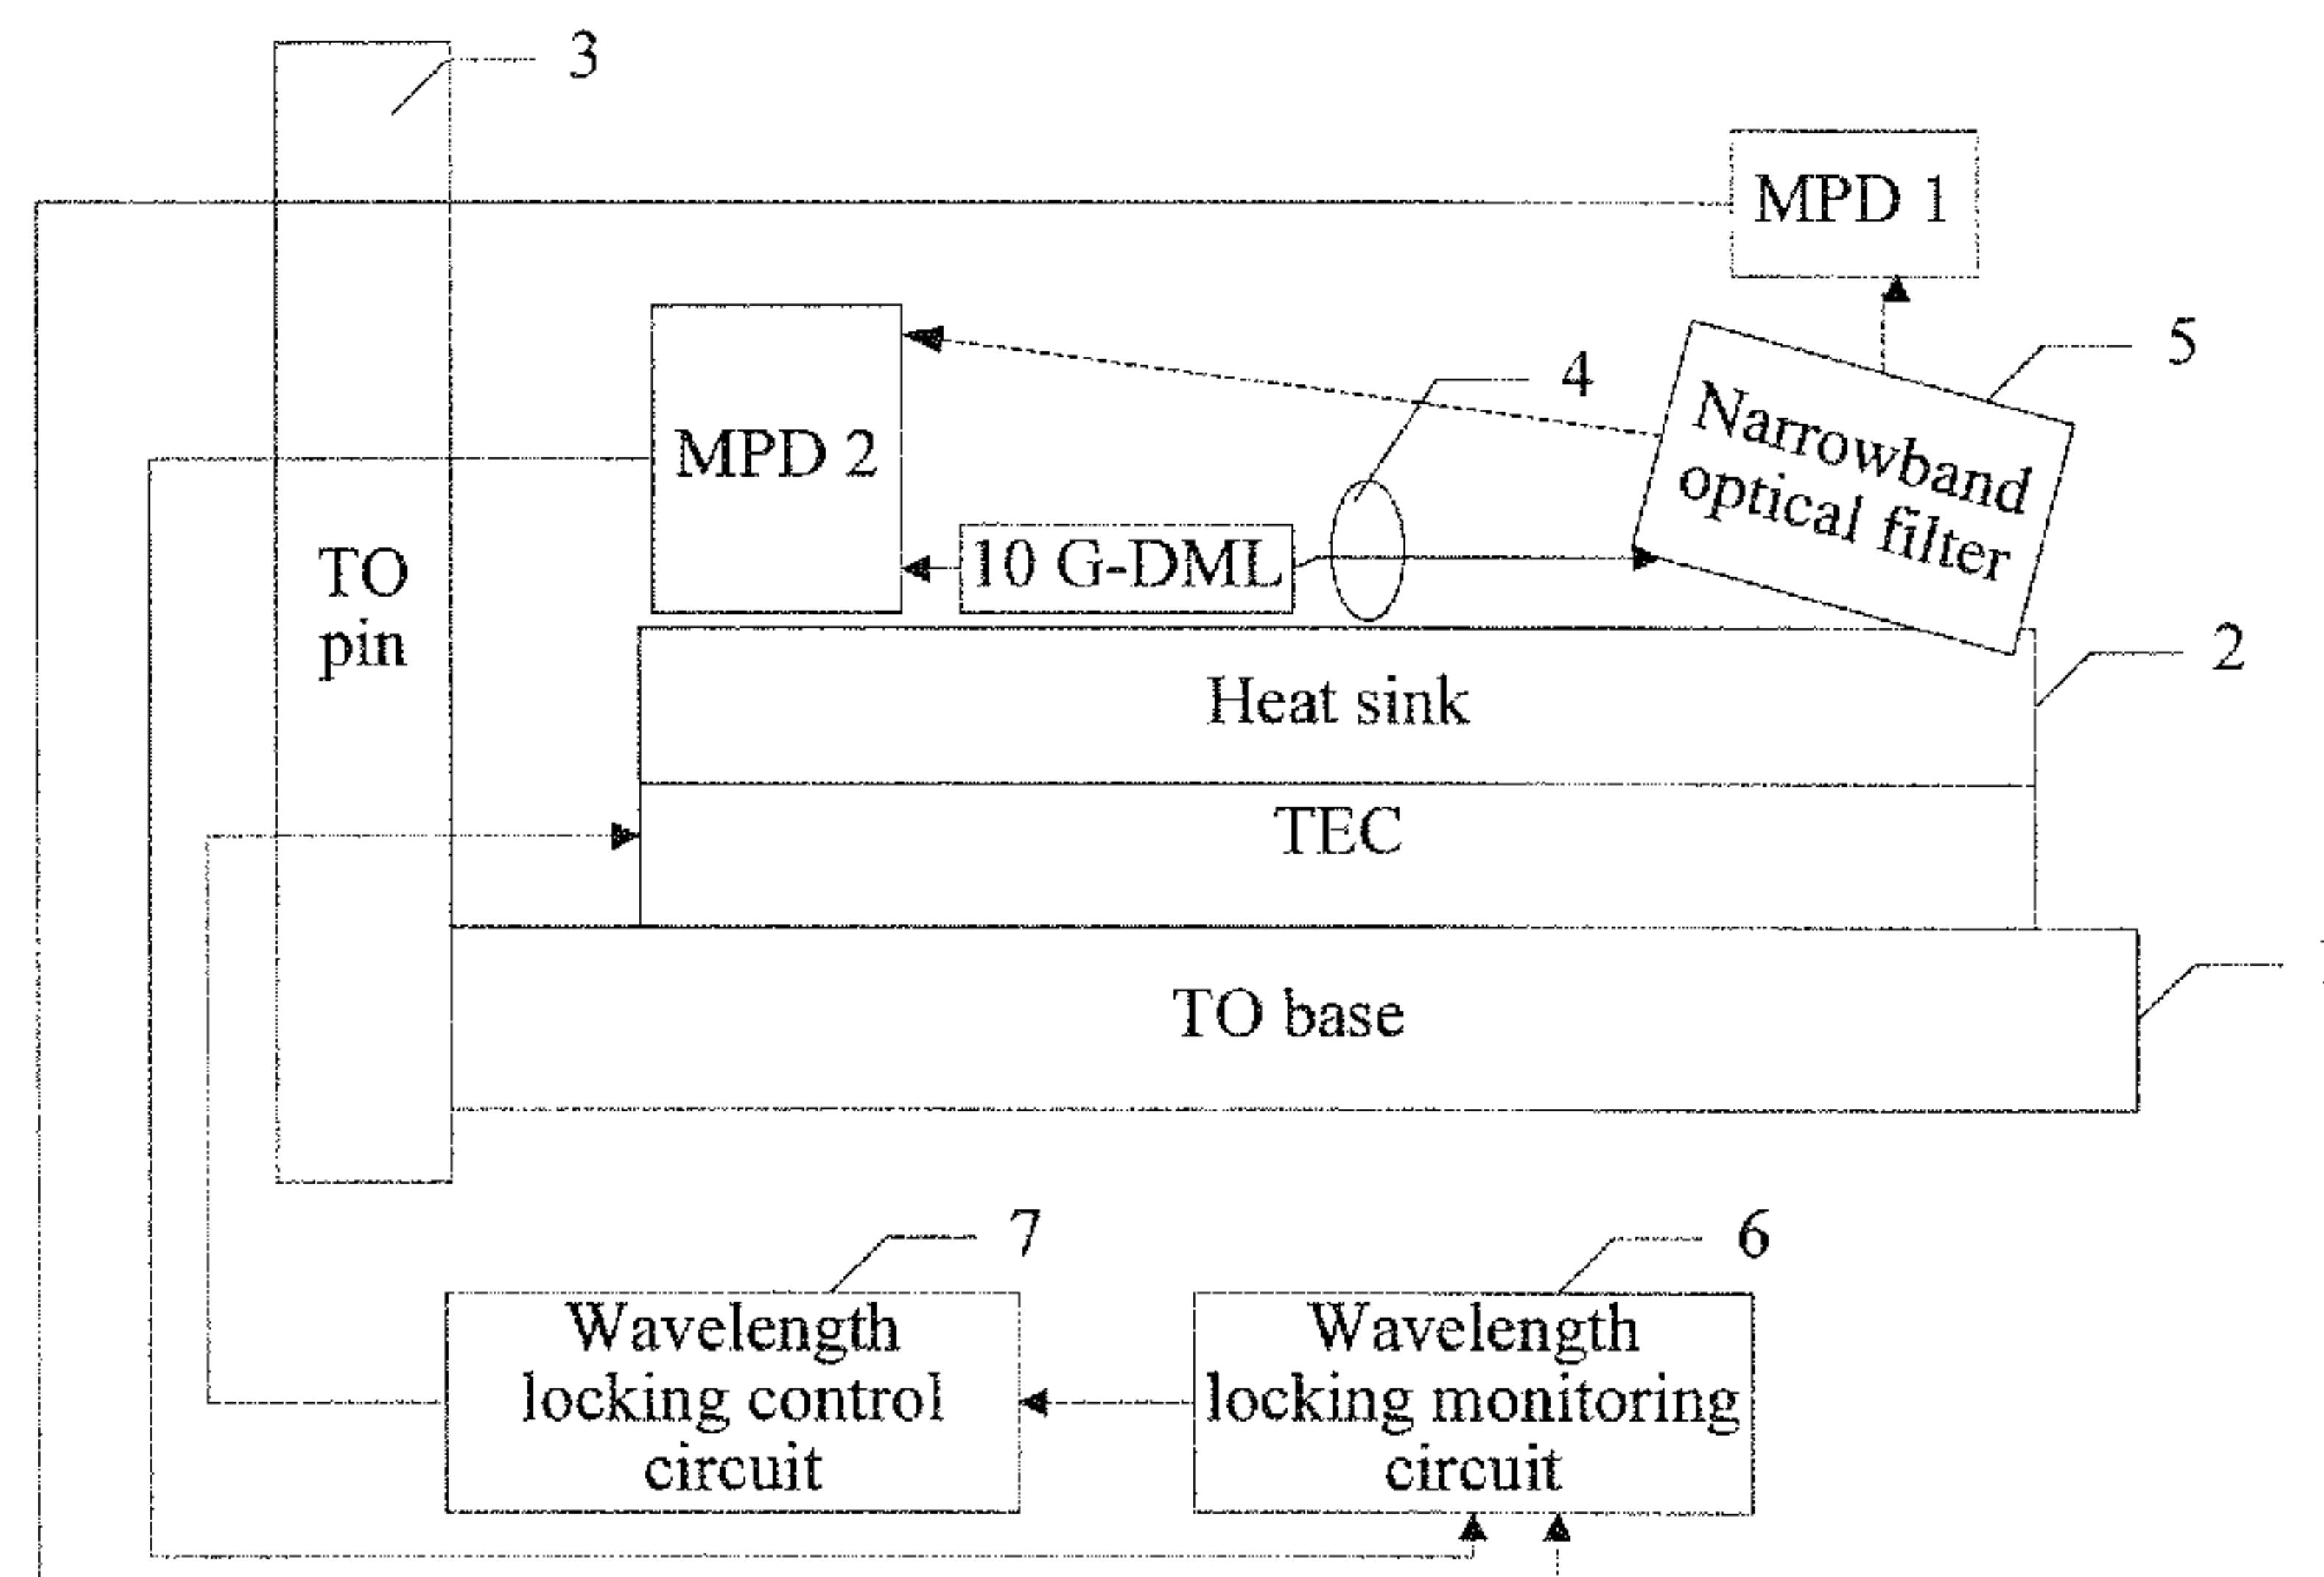 3
MPD 1
5
4
MPD 2
Narrowband
optical filter
10 G-DML
TO
pin
2
Heat sink
TEC
TO base
7
6
Wavelength
locking control
circuit
Wavelength
locking monitoring
circuit